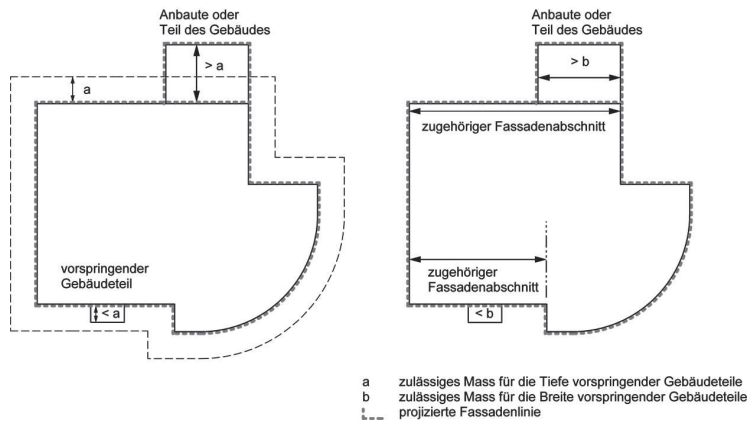 Anbaute oder
Teil des Gebäudes
> a
a
vorspringender
Gebäudeteil
< a
Anbaute oder
Teil des Gebäudes
> b
zugehöriger Fassadenabschnitt
zugehöriger
Fassadenabschnitt
< b
a zulässiges Mass für die Tiefe vorspringender Gebäudeteile
b zulässiges Mass für die Breite vorspringender Gebäudeteile
projizierte Fassadenlinie